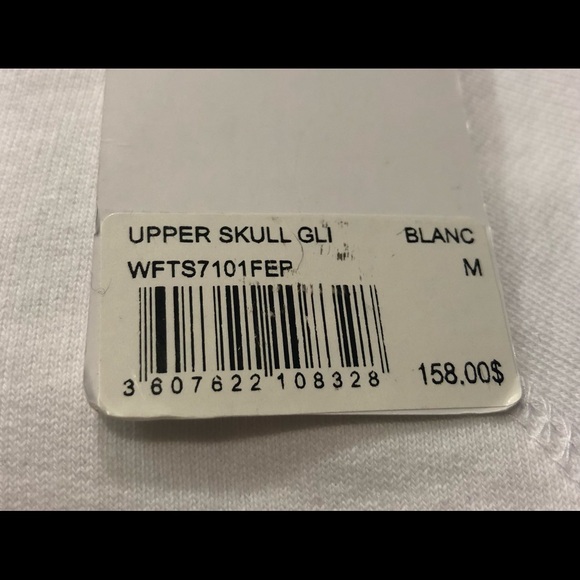 UPPER SKULL GLI BLANC
WFTS7101FEP M
3 607622 108328 158.00$